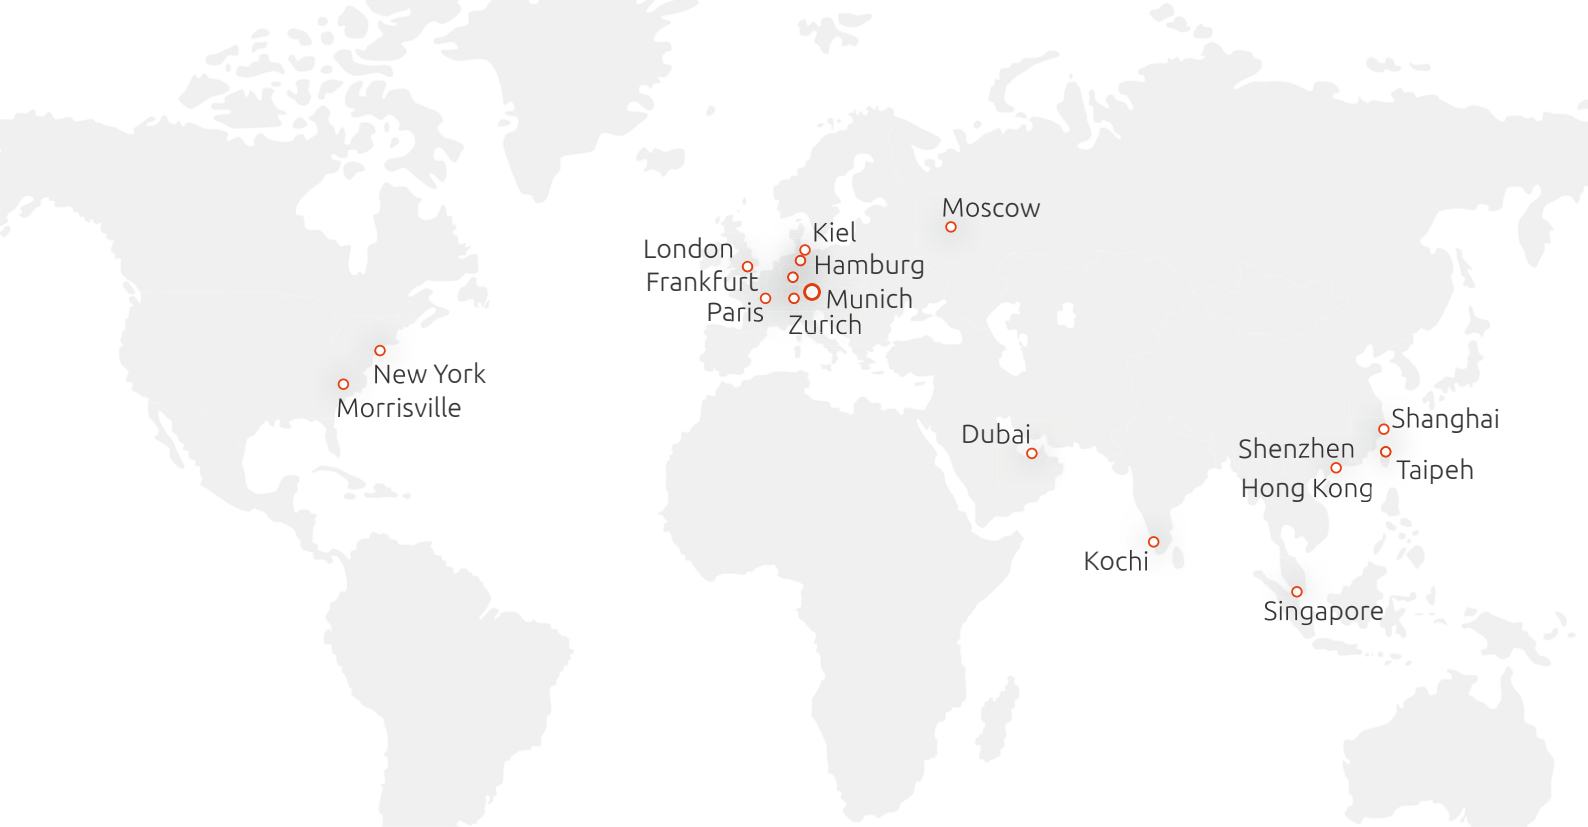 Moscow
Kiel
London
Hamburg
Frankfurt
Munich
Paris
Zurich
New York
Morrisville
Shanghai
Dubai
Shenzhen
Taipeh
Hong Kong
Kochi
Singapore